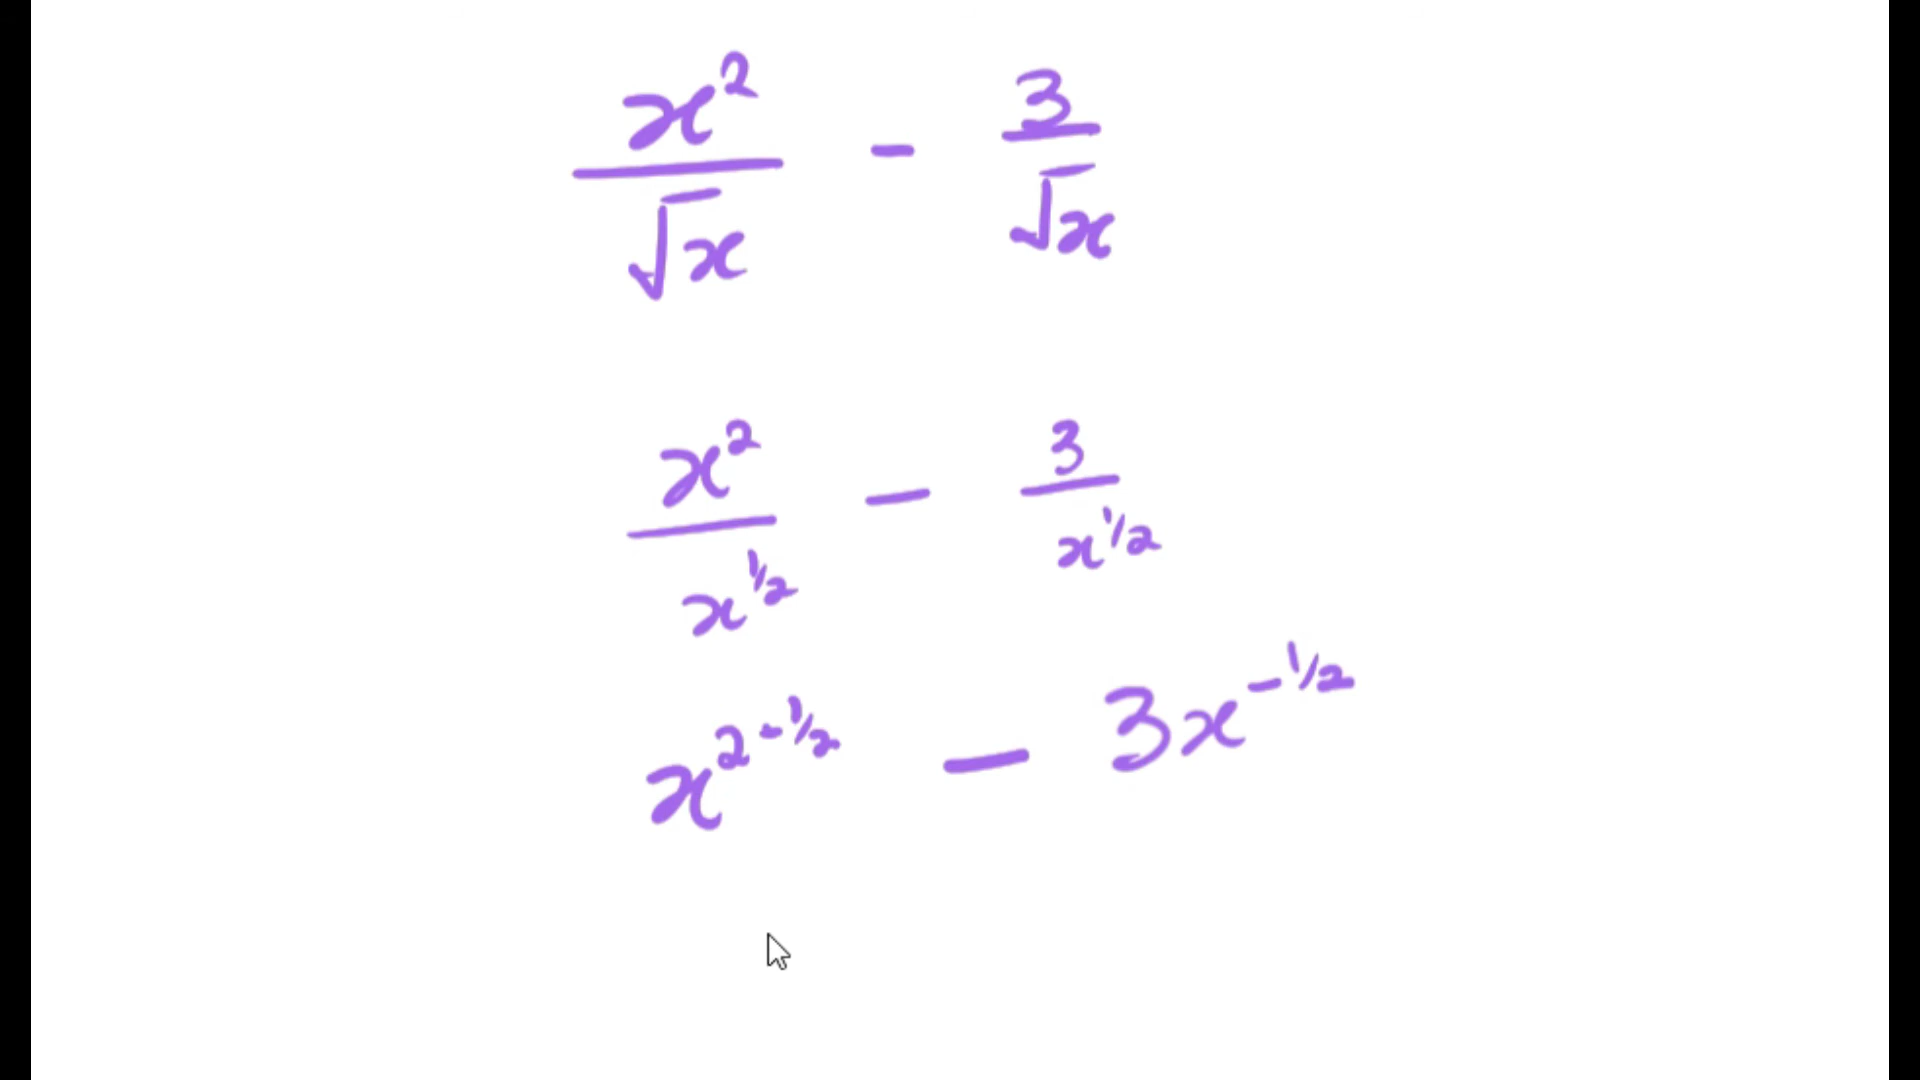 x²/√x - 3/√x
x²/x^1/2 - 3/x^1/2
x^2-1/2 - 3x^-1/2